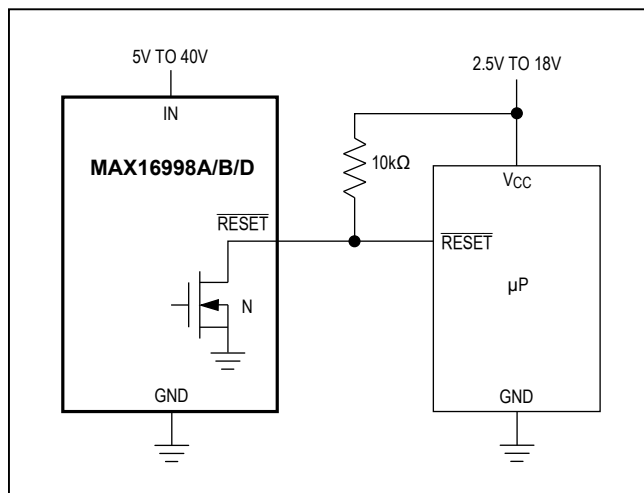 5V TO 40V
2.5V TO 18V
IN
MAX16998A/B/D
10kΩ
VCC
RESET
RESET
N
µP
GND
GND